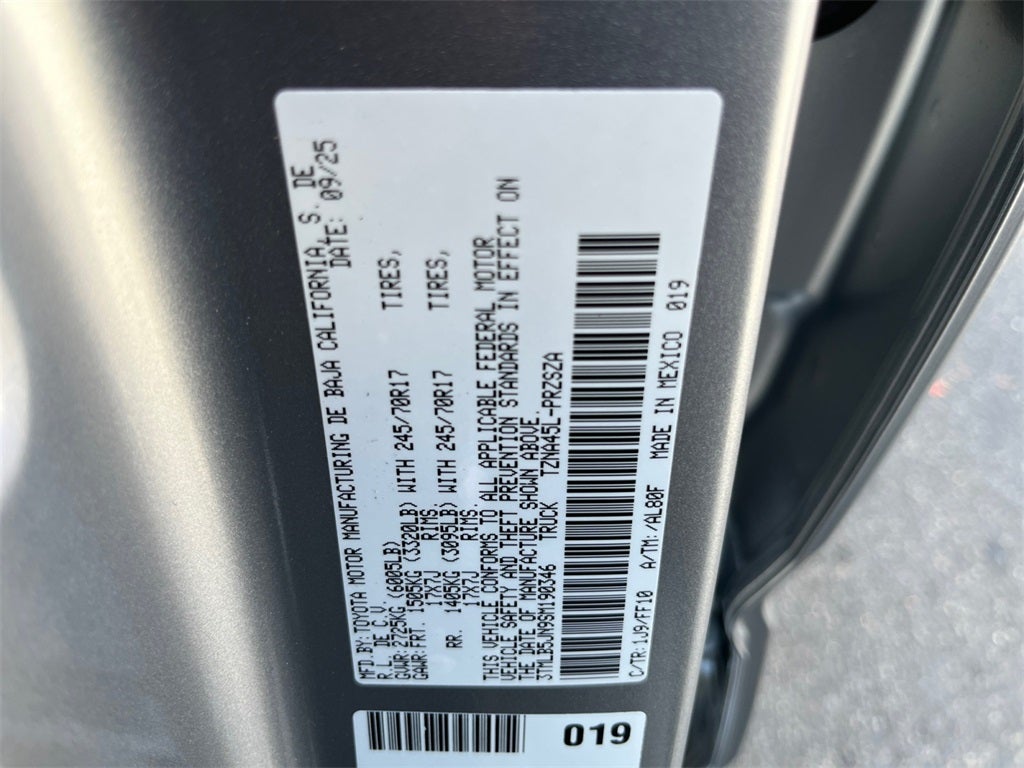 MFD.BY: TOYOTA MOTOR MANUFACTURING DE BAJA CALIFORNIA, S. DE
R.L. DE C.V. DATE: 09/25
GVWR: 2725KG (6005LB)
GAWR:FRT. 1505KG (3320LB) WITH 245/70R17 TIRES,
17X7J RIMS
RR. 1405KG (3095LB) WITH 245/70R17 TIRES,
17X7J RIMS
THIS VEHICLE CONFORMS TO ALL APPLICABLE FEDERAL MOTOR
VEHICLE SAFETY AND THEFT PREVENTION STANDARDS IN EFFECT ON
THE DATE OF MANUFACTURE SHOWN ABOVE.
3TMLB5JN9SM190346 TRUCK TZNA45L-PRZSZA
C/TR:1J9/FF10 A/TM:/AL80F MADE IN MEXICO 019
019